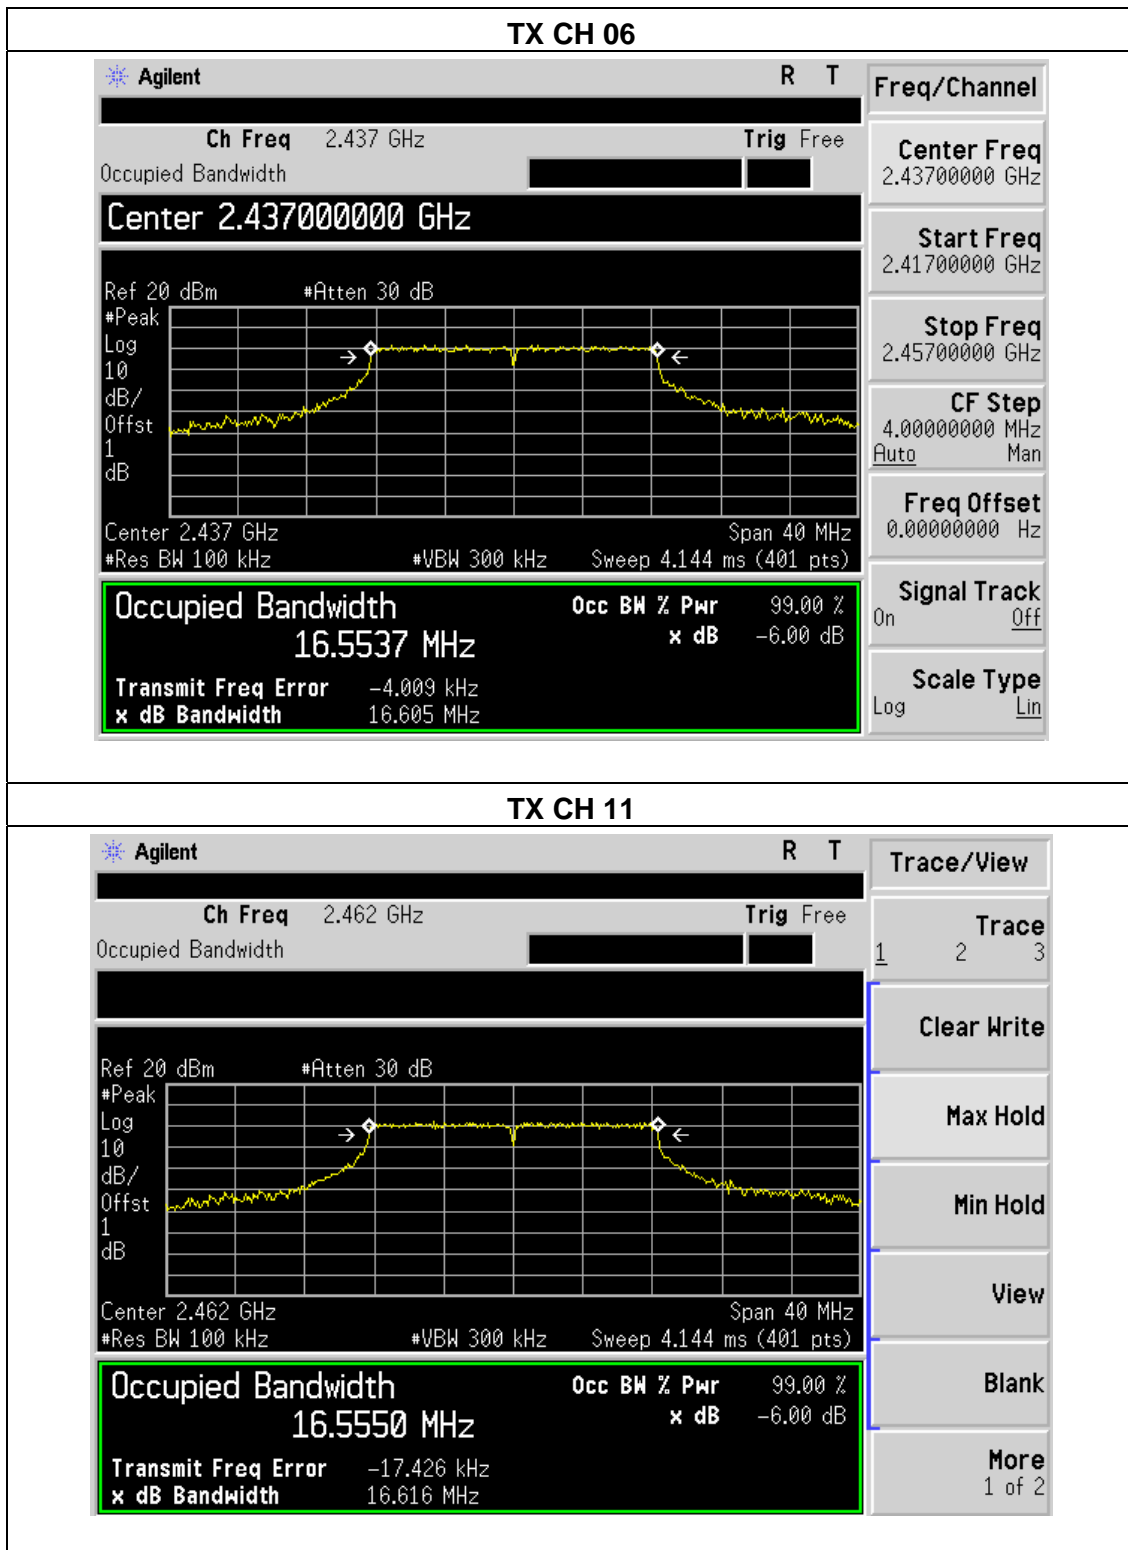 TX CH 06
Agilent R T
Freq/Channel
Ch Freq 2.437 GHz Trig Free
Occupied Bandwidth
Center 2.437000000 GHz
Center Freq
2.43700000 GHz
Start Freq
2.41700000 GHz
Stop Freq
2.45700000 GHz
CF Step
4.00000000 MHz
Auto Man
Freq Offset
0.00000000 Hz
Signal Track
On Off
Scale Type
Log Lin
Ref 20 dBm #Atten 30 dB
#Peak
Log
10
dB/
Offst
1
dB
Center 2.437 GHz Span 40 MHz
#Res BW 100 kHz #VBW 300 kHz Sweep 4.144 ms (401 pts)
Occupied Bandwidth Occ BW % Pwr 99.00 %
16.5537 MHz x dB -6.00 dB
Transmit Freq Error -4.009 kHz
x dB Bandwidth 16.605 MHz
TX CH 11
Agilent R T
Trace/View
Ch Freq 2.462 GHz Trig Free
Occupied Bandwidth
Trace
1 2 3
Clear Write
Max Hold
Min Hold
View
Blank
More
1 of 2
Ref 20 dBm #Atten 30 dB
#Peak
Log
10
dB/
Offst
1
dB
Center 2.462 GHz Span 40 MHz
#Res BW 100 kHz #VBW 300 kHz Sweep 4.144 ms (401 pts)
Occupied Bandwidth Occ BW % Pwr 99.00 %
16.5550 MHz x dB -6.00 dB
Transmit Freq Error -17.426 kHz
x dB Bandwidth 16.616 MHz